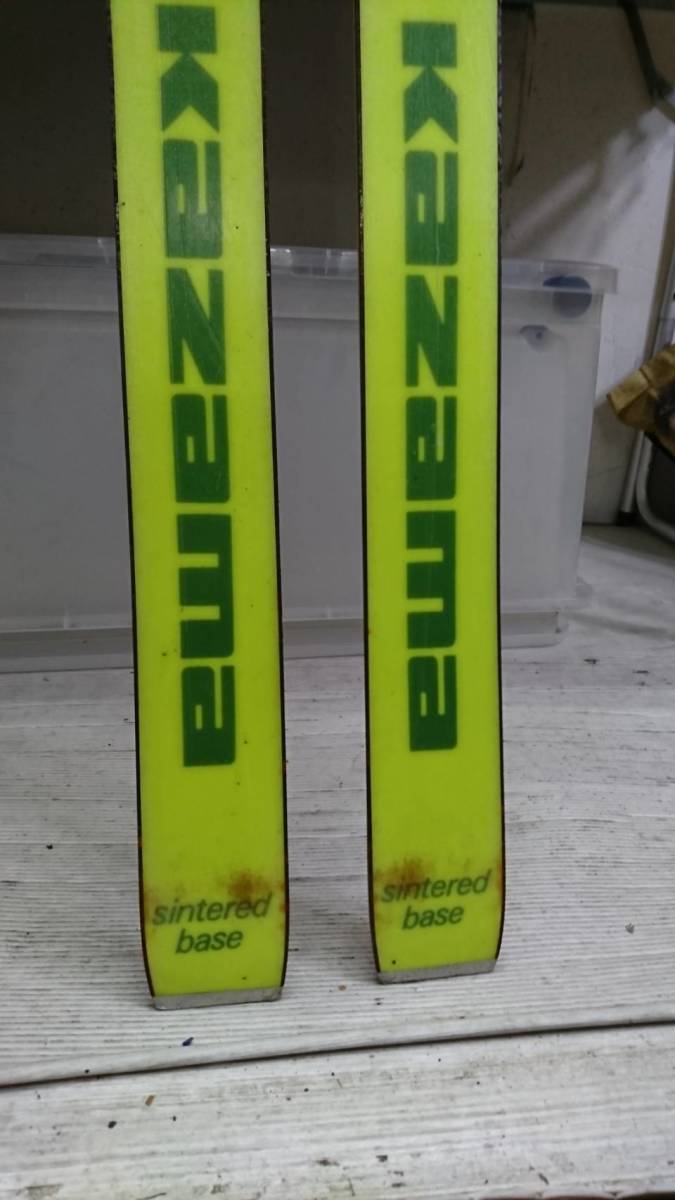 kazama
sintered
base
kazama
sintered
base